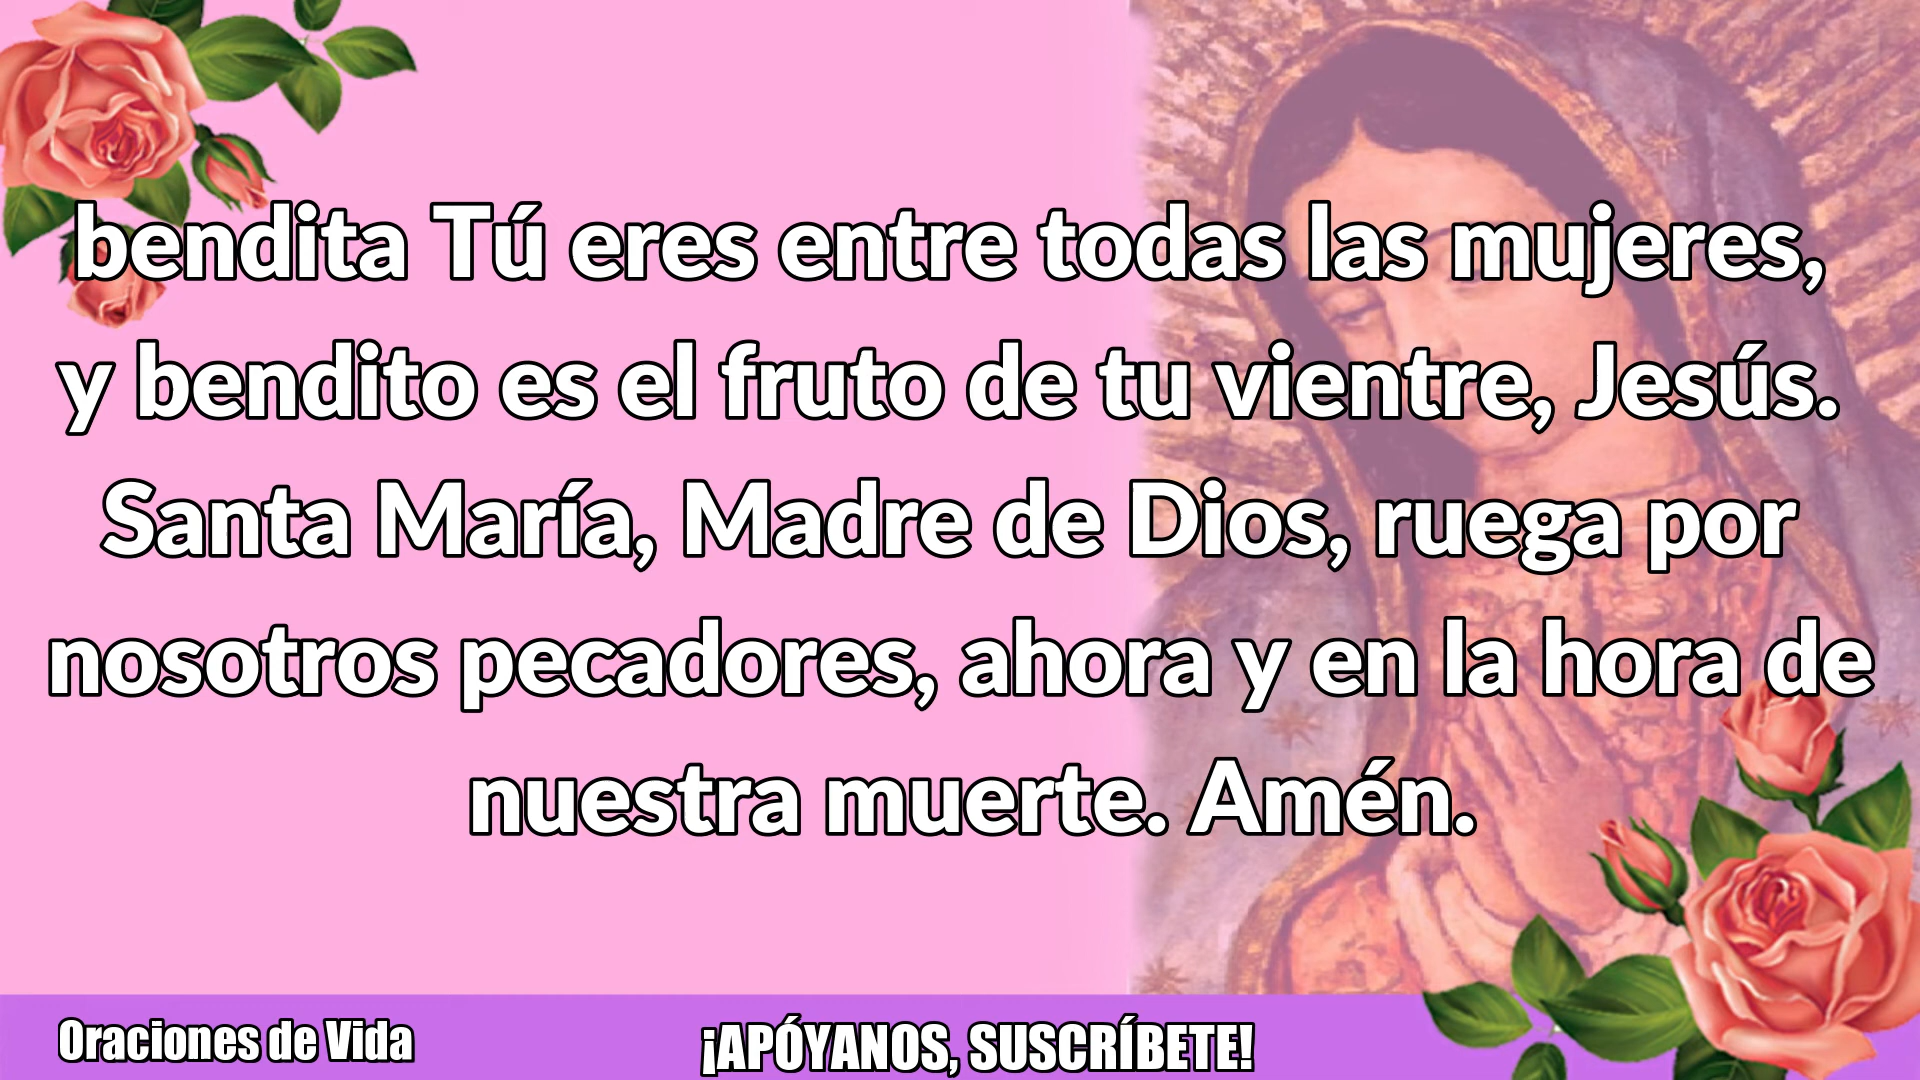 bendita Tú eres entre todas las mujeres,
y bendito es el fruto de tu vientre, Jesús.
Santa María, Madre de Dios, ruega por
nosotros pecadores, ahora y en la hora de
nuestra muerte. Amén.
Oraciones de Vida
¡APÓYANOS, SUSCRÍBETE!